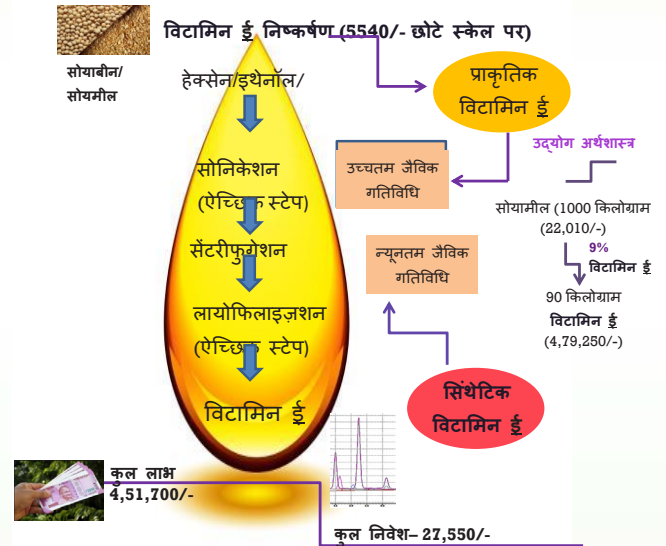 विटामिन ई निष्कर्षण (5540/- छोटे स्केल पर)
सोयाबीन/
सोयमील
हेक्सेन/इथेनॉल/
सोनिकेशन
(ऐच्छिक स्टेप)
सेंटरीफुगेशन
लायोफिलाइज़शन
(ऐच्छिक स्टेप)
विटामिन ई
प्राकृतिक
विटामिन ई
उच्चतम जैविक
गतिविधि
न्यूनतम जैविक
गतिविधि
सिंथेटिक
विटामिन ई
उद्योग अर्थशास्त्र
सोयामील (1000 किलोग्राम
(22,010/-)
9%
विटामिन ई
90 किलोग्राम
विटामिन ई
(4,79,250/-)
कुल लाभ
4,51,700/-
कुल निवेश– 27,550/-